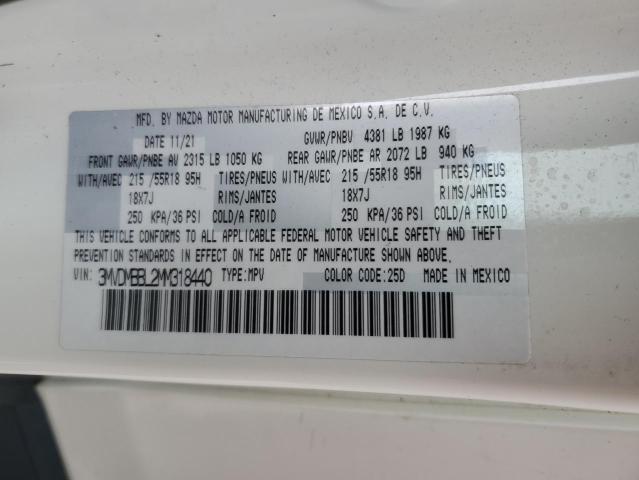 MFD. BY MAZDA MOTOR MANUFACTURING DE MEXICO S.A. DE C.V.
DATE 11/21 GVWR/PNBV 4381 LB 1987 KG
FRONT GAWR/PNBE AV 2315 LB 1050 KG REAR GAWR/PNBE AR 2072 LB 940 KG
WITH/AVEC 215 /55R18 95H TIRES/PNEUS WITH/AVEC 215 /55R18 95H TIRES/PNEUS
18X7J RIMS/JANTES 18X7J RIMS/JANTES
250 KPA/36 PSI COLD/A FROID 250 KPA/36 PSI COLD/A FROID
THIS VEHICLE CONFORMS TO ALL APPLICABLE FEDERAL MOTOR VEHICLE SAFETY AND THEFT
PREVENTION STANDARDS IN EFFECT ON THE DATE OF MANUFACTURE SHOWN ABOVE.
VIN: 3MVDMBBL2MM318440 TYPE:MPV COLOR CODE:25D MADE IN MEXICO